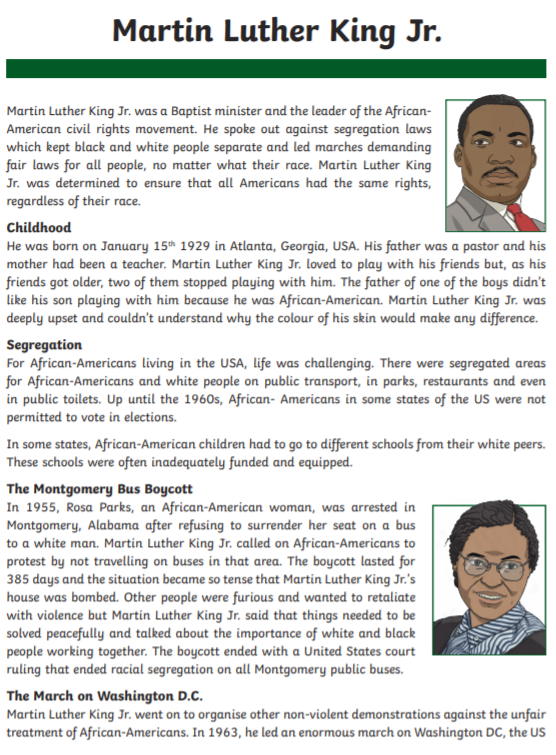 Martin Luther King Jr.
Martin Luther King Jr. was a Baptist minister and the leader of the African-
American civil rights movement. He spoke out against segregation laws
which kept black and white people separate and led marches demanding
fair laws for all people, no matter what their race. Martin Luther King
Jr. was determined to ensure that all Americans had the same rights,
regardless of their race.
Childhood
He was born on January 15th 1929 in Atlanta, Georgia, USA. His father was a pastor and his
mother had been a teacher. Martin Luther King Jr. loved to play with his friends but, as his
friends got older, two of them stopped playing with him. The father of one of the boys didn't
like his son playing with him because he was African-American. Martin Luther King Jr. was
deeply upset and couldn't understand why the colour of his skin would make any difference.
Segregation
For African-Americans living in the USA, life was challenging. There were segregated areas
for African-Americans and white people on public transport, in parks, restaurants and even
in public toilets. Up until the 1960s, African- Americans in some states of the US were not
permitted to vote in elections.
In some states, African-American children had to go to different schools from their white peers.
These schools were often inadequately funded and equipped.
The Montgomery Bus Boycott
In 1955, Rosa Parks, an African-American woman, was arrested in
Montgomery, Alabama after refusing to surrender her seat on a bus
to a white man. Martin Luther King Jr. called on African-Americans to
protest by not travelling on buses in that area. The boycott lasted for
385 days and the situation became so tense that Martin Luther King Jr.'s
house was bombed. Other people were furious and wanted to retaliate
with violence but Martin Luther King Jr. said that things needed to be
solved peacefully and talked about the importance of white and black
people working together. The boycott ended with a United States court
ruling that ended racial segregation on all Montgomery public buses.
The March on Washington D.C.
Martin Luther King Jr. went on to organise other non-violent demonstrations against the unfair
treatment of African-Americans. In 1963, he led an enormous march on Washington DC, the US